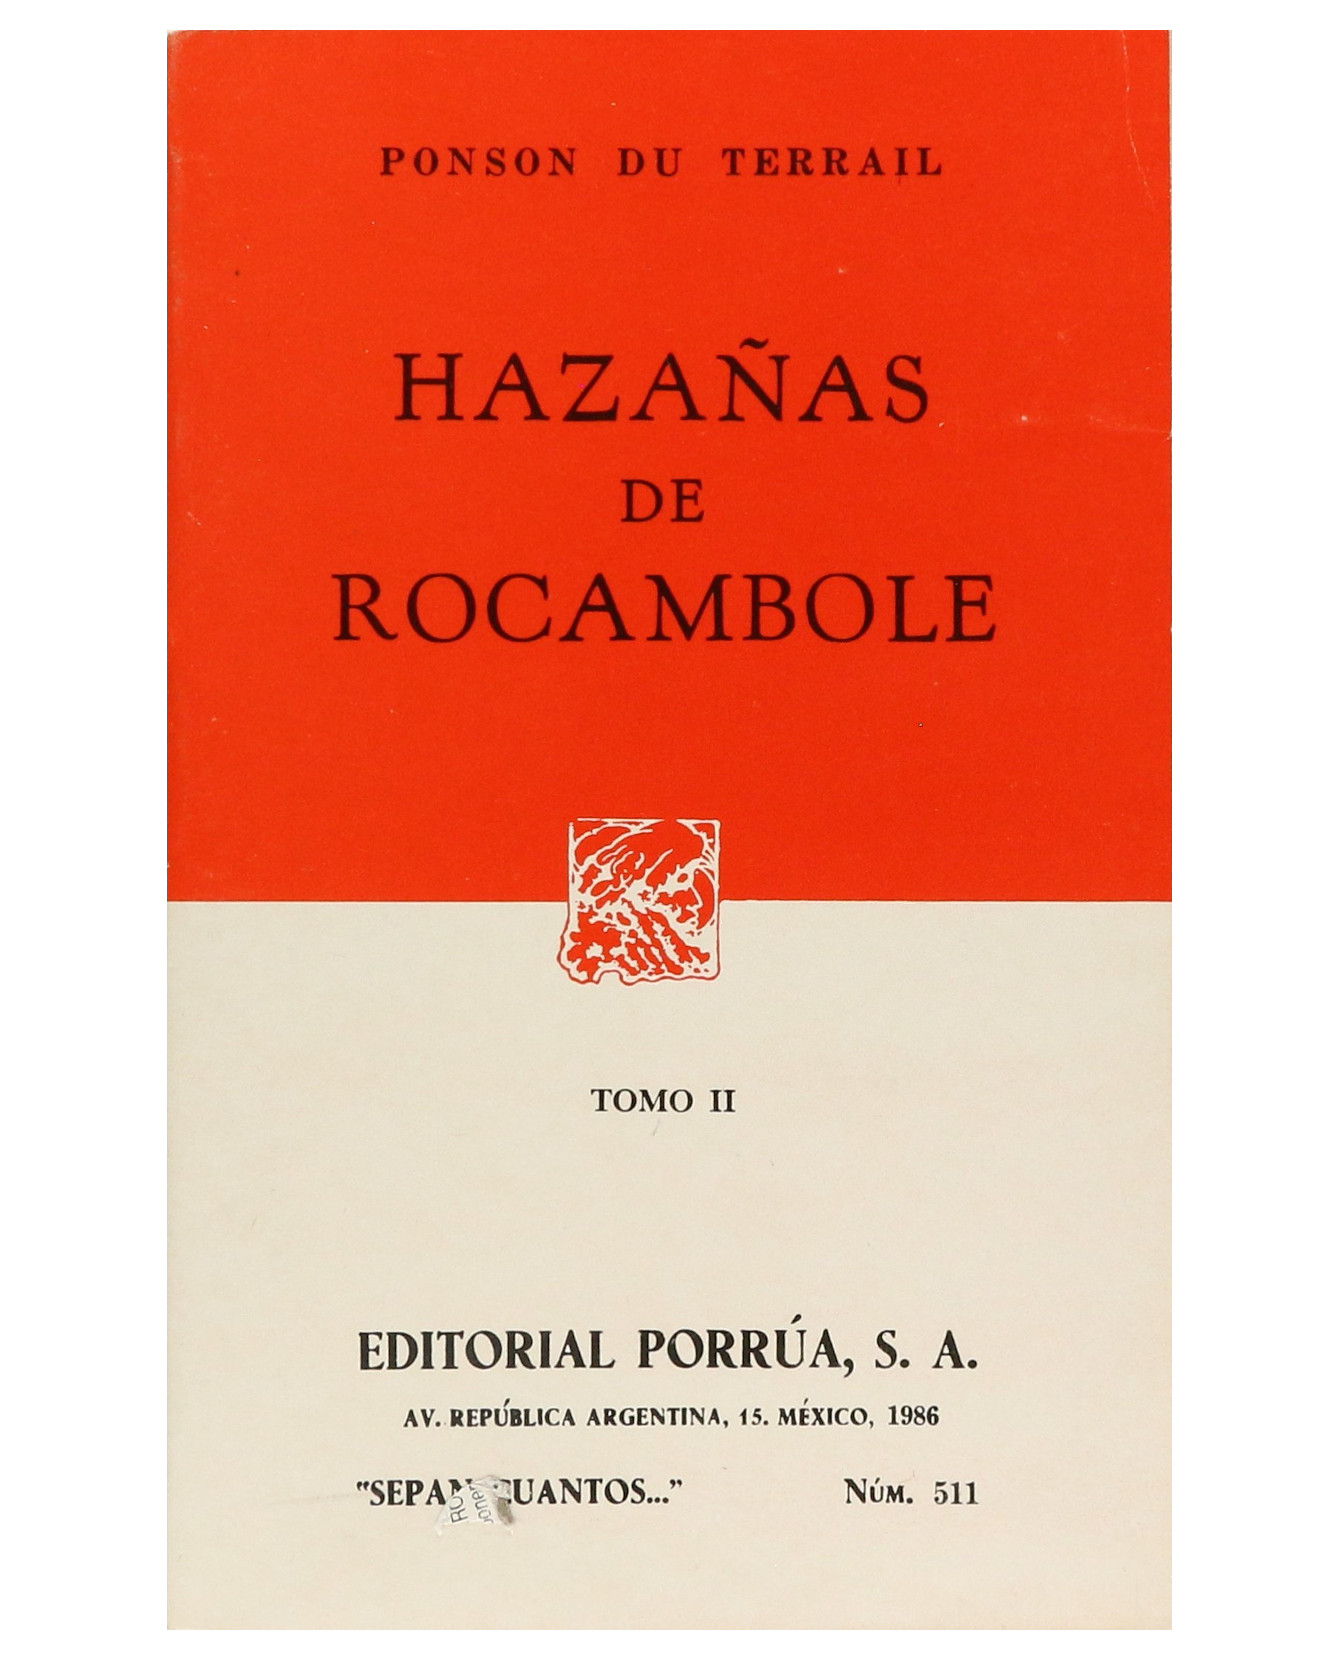 PONSON DU TERRAIL
HAZAÑAS
DE
ROCAMBOLE
TOMO II
EDITORIAL PORRÚA, S. A.
AV. REPÚBLICA ARGENTINA, 15. MÉXICO, 1986
"SEPAN CUANTOS..." NÚM. 511